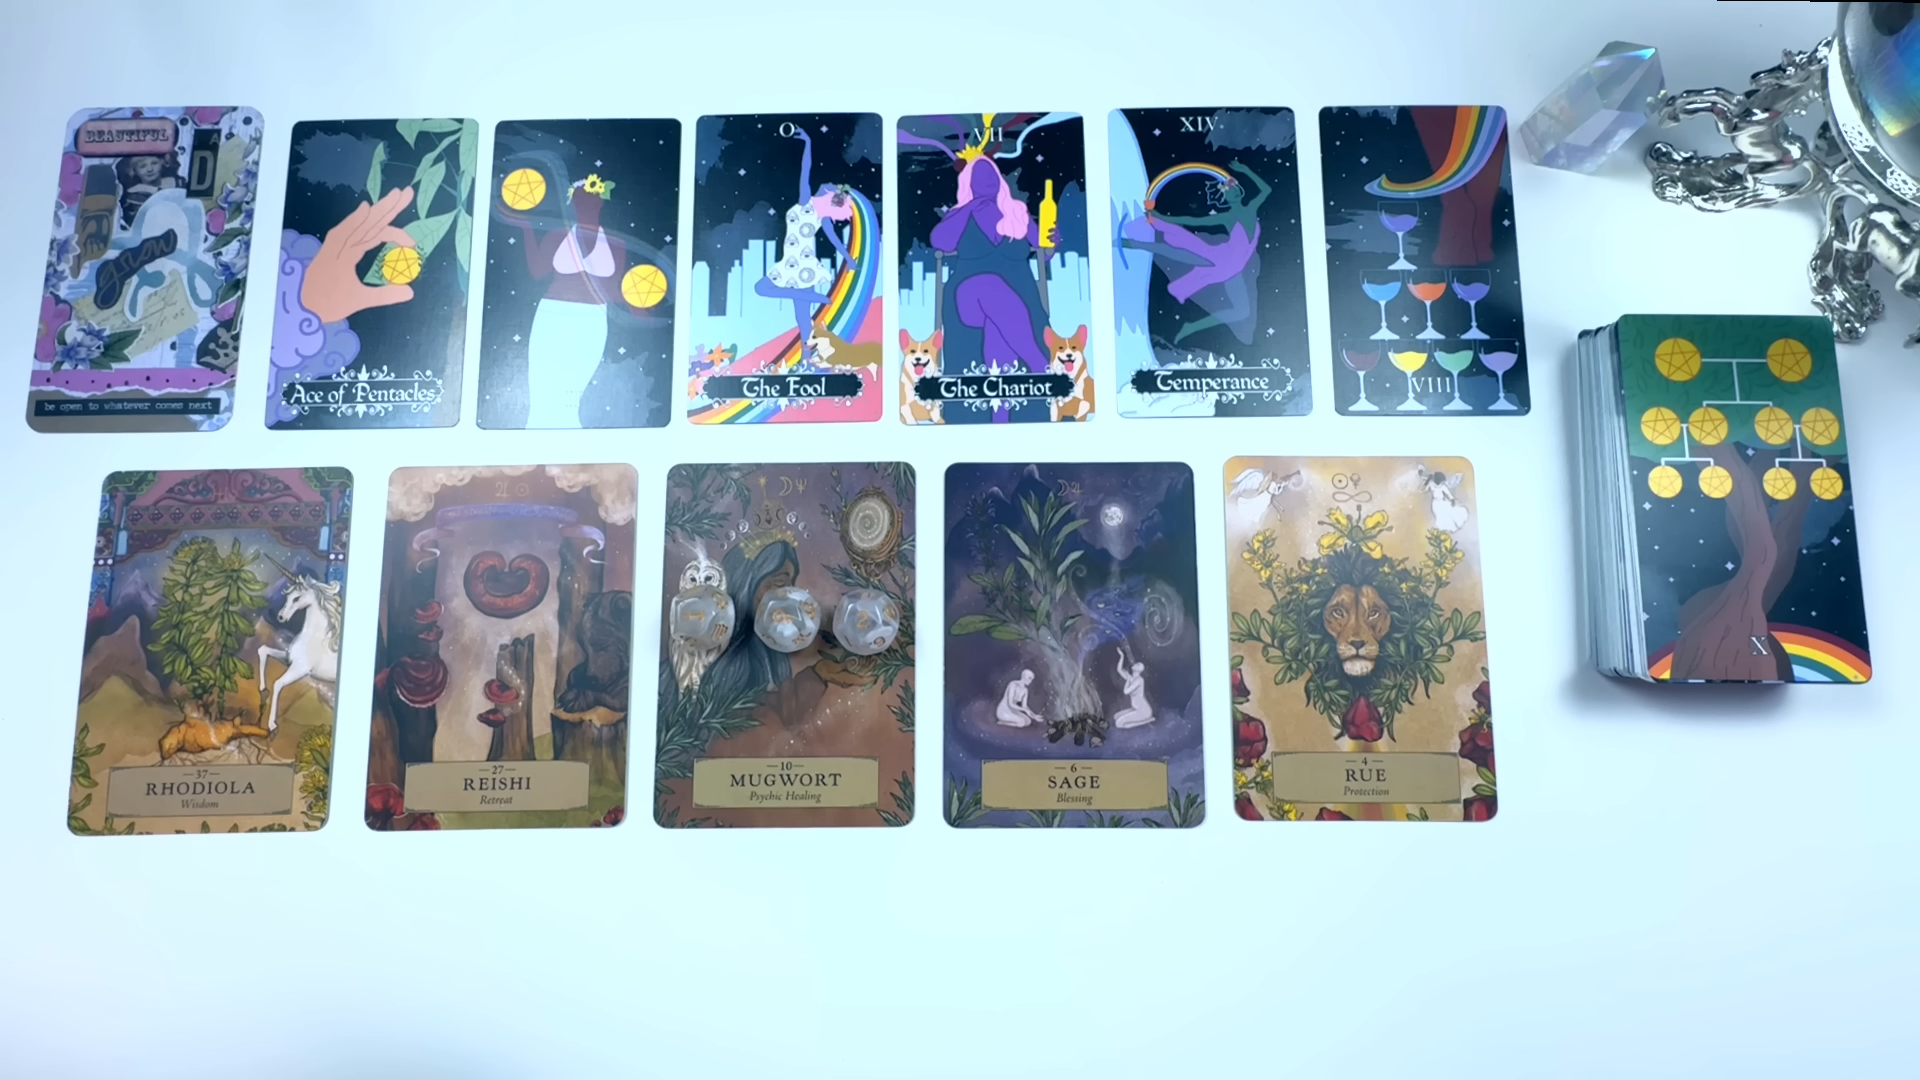 BEAUTIFUL
D
grow
be open to whatever comes next
Ace of Pentacles
O
The Fool
VII
The Chariot
XIV
Temperance
VIII
X
37
RHODIOLA
Wisdom
27
REISHI
Retreat
10
MUGWORT
Psychic Healing
6
SAGE
Blessing
4
RUE
Protection